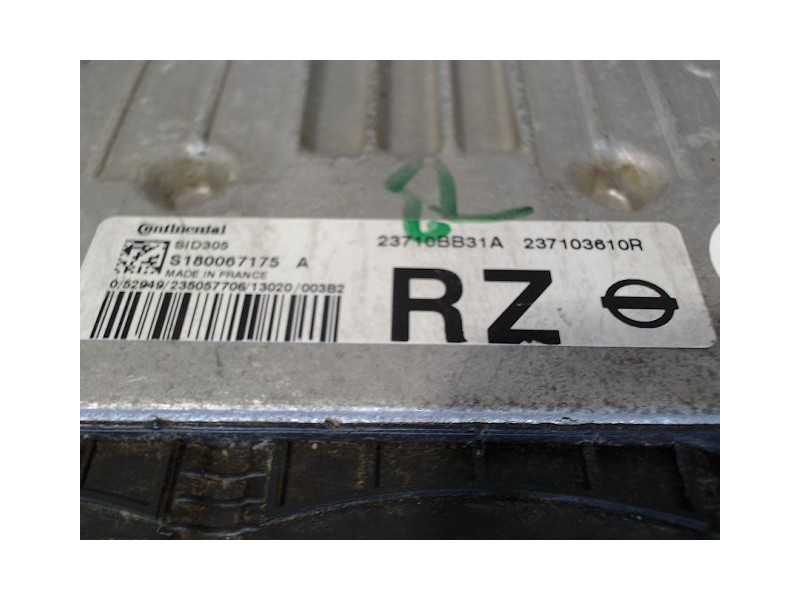 Continental
SID305
S180067175 A
MADE IN FRANCE
0/52949/235057706/13020/003B2
23710BB31A 237103610R
RZ